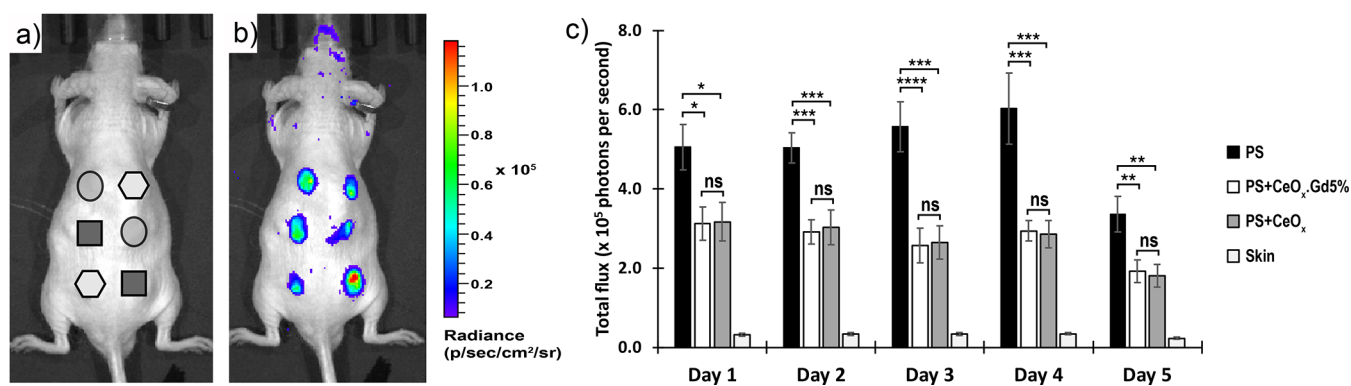 a)
b)
1.0
0.8
0.6
0.4
0.2
x 10⁵
Radiance
(p/sec/cm²/sr)
c)
Total flux (x 10⁵ photons per second)
8.0
6.0
4.0
2.0
0.0
*
*
ns
***
***
ns
***
****
ns
***
***
ns
**
**
ns
Day 1
Day 2
Day 3
Day 4
Day 5
PS
PS+CeOₓ.Gd5%
PS+CeOₓ
Skin